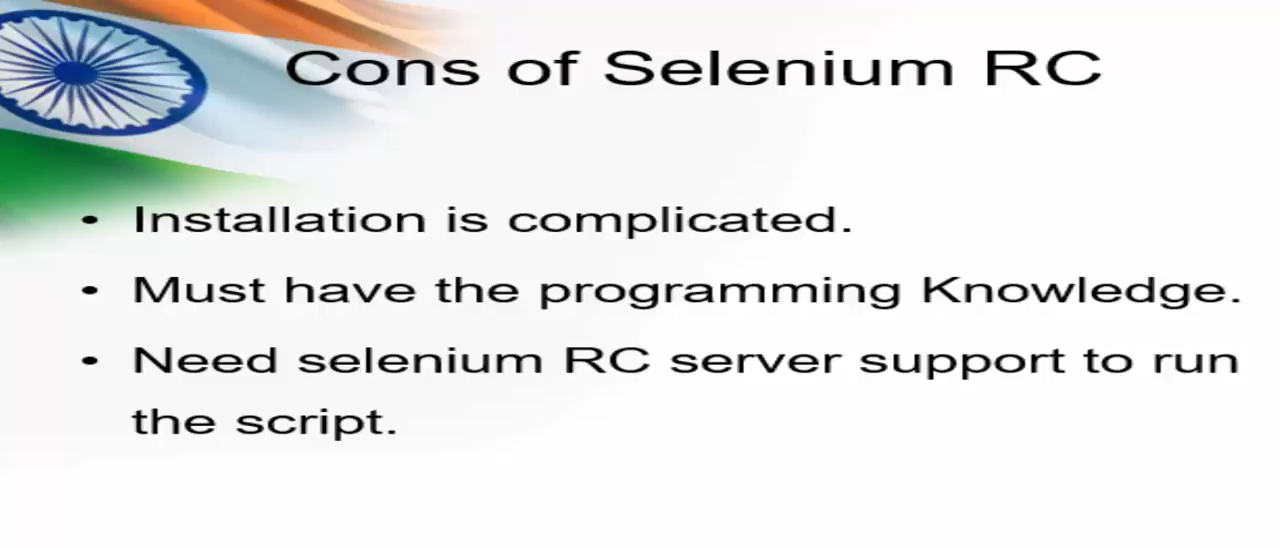 Cons of Selenium RC
• Installation is complicated.
• Must have the programming Knowledge.
• Need selenium RC server support to run
the script.